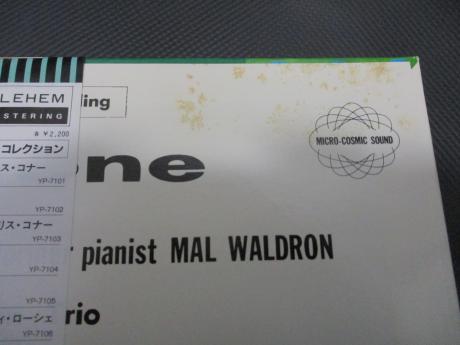 LEHEM
STERING
& ¥2,200
コレクション
ス・コナー
YP-7101
YP-7102
リス・コナー
YP-7103
YP-7104
YP-7105
ィ・ローシェ
YP-7106
ding
one
MICRO-COSMIC SOUND
r pianist MAL WALDRON
rio